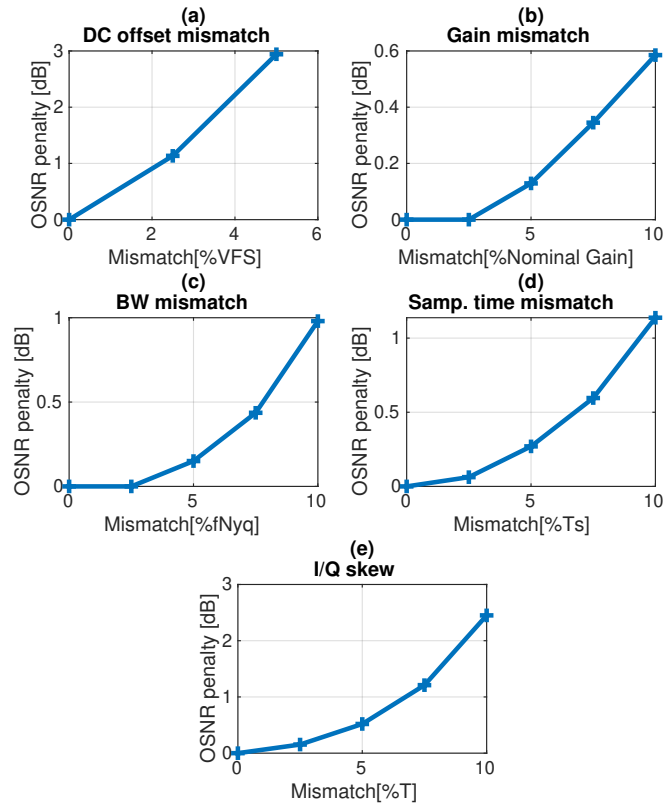 (a)
DC offset mismatch
OSNR penalty [dB]
3
2
1
0
0 2 4 6
Mismatch[%VFS]
(b)
Gain mismatch
OSNR penalty [dB]
0.6
0.4
0.2
0
0 5 10
Mismatch[%Nominal Gain]
(c)
BW mismatch
OSNR penalty [dB]
1
0.5
0
0 5 10
Mismatch[%fNyq]
(d)
Samp. time mismatch
OSNR penalty [dB]
1
0.5
0
0 5 10
Mismatch[%Ts]
(e)
I/Q skew
OSNR penalty [dB]
3
2
1
0
0 5 10
Mismatch[%T]